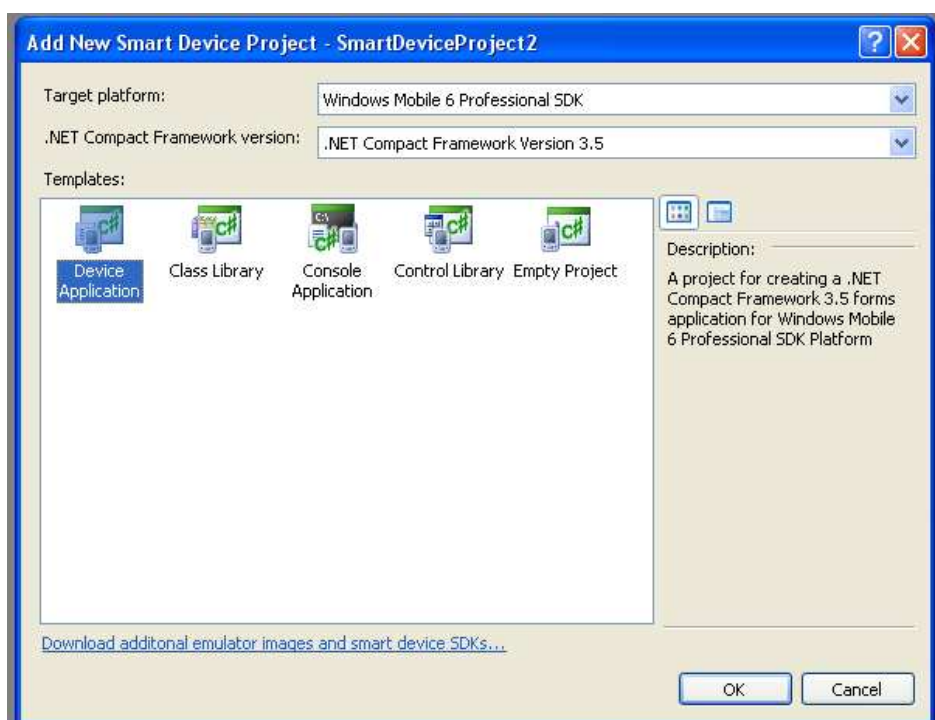 Add New Smart Device Project - SmartDeviceProject2
Target platform:
Windows Mobile 6 Professional SDK
.NET Compact Framework version:
.NET Compact Framework Version 3.5
Templates:
C#
C#
C:\
C#
C#
C#
Device
Application
Class Library
Console
Application
Control Library
Empty Project
Description:
A project for creating a .NET
Compact Framework 3.5 forms
application for Windows Mobile
6 Professional SDK Platform
Download additonal emulator images and smart device SDKs...
OK
Cancel